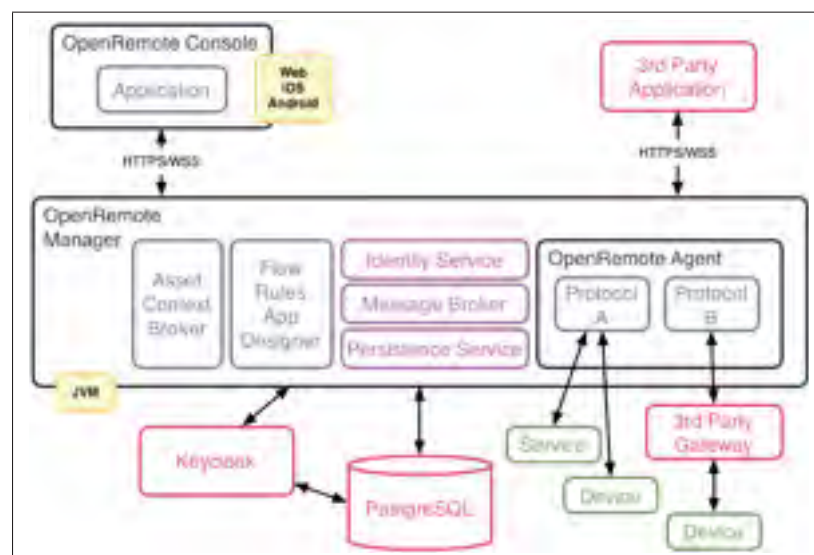 OpenRemote Console
Application
Web
iOS
Android
3rd Party
Application
HTTPS/WSS
HTTPS/WSS
OpenRemote
Manager
Asset
Context
Broker
Flow
Rules
App
Designer
Identity Service
Message Broker
Persistence Service
OpenRemote Agent
Protocol
A
Protocol
B
JVM
Keycloak
PostgreSQL
Service
Device
3rd Party
Gateway
Device